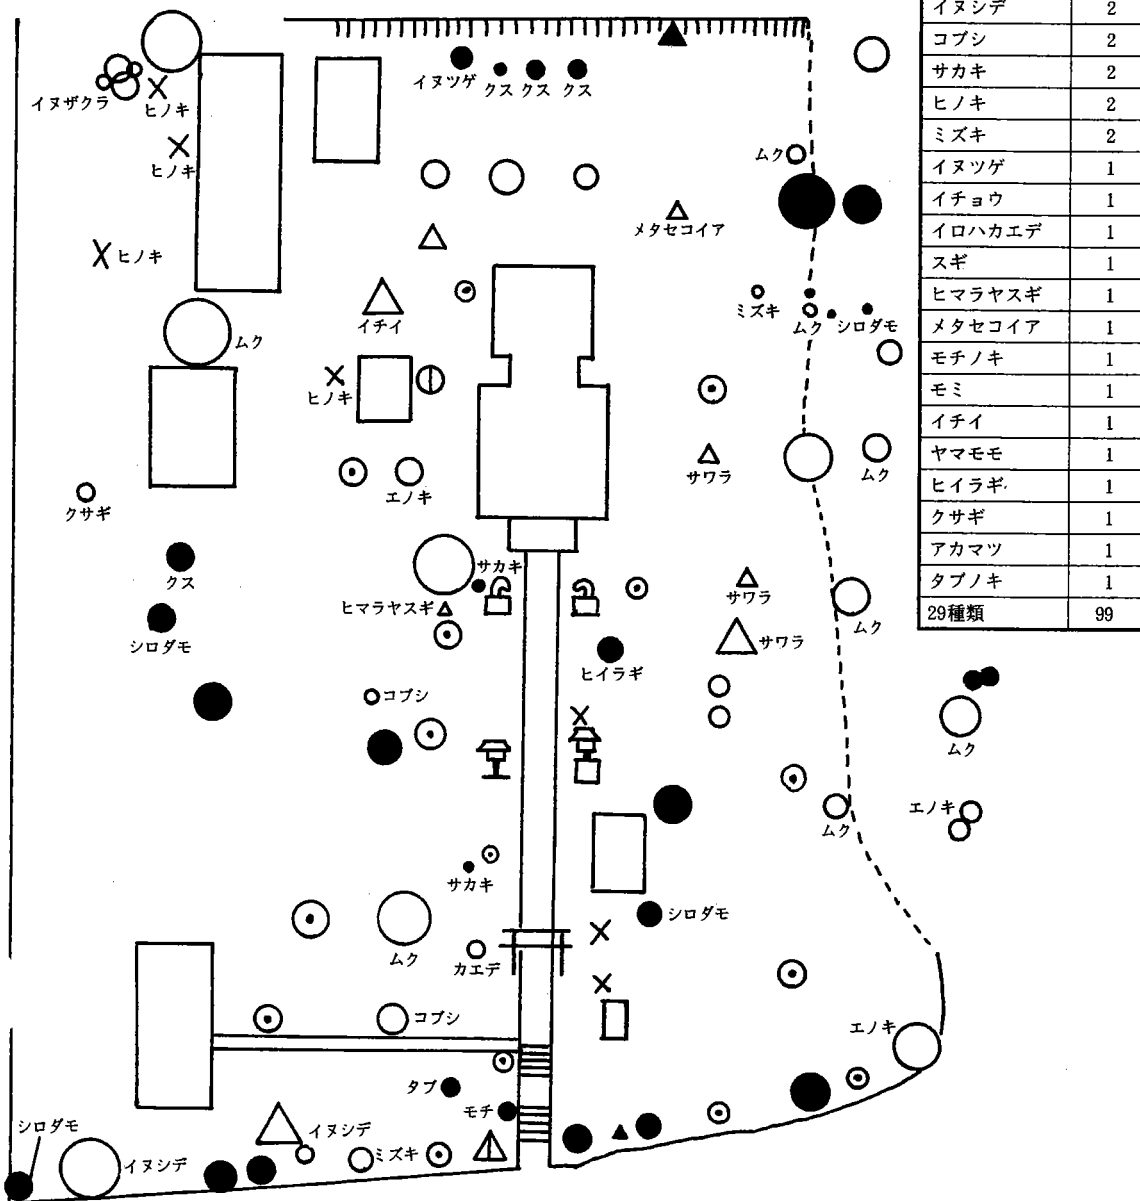 イヌシデ 2
コブシ 2
サカキ 2
ヒノキ 2
ミズキ 2
イヌツゲ 1
イチョウ 1
イロハカエデ 1
スギ 1
ヒマラヤスギ 1
メタセコイア 1
モチノキ 1
モミ 1
イチイ 1
ヤマモモ 1
ヒイラギ 1
クサギ 1
アカマツ 1
タブノキ 1
29種類 99
イヌザクラ
ヒノキ
イヌツゲ
クス
クス
クス
ヒノキ
ムク
メタセコイア
ヒノキ
イチイ
ミズキ
ムク
シロダモ
ムク
ヒノキ
サワラ
ムク
クサギ
エノキ
クス
サカキ
ヒマラヤスギ
サワラ
ムク
シロダモ
ヒイラギ
サワラ
コブシ
ムク
エノキ
ムク
サカキ
シロダモ
ムク
カエデ
コブシ
エノキ
タブ
モチ
シロダモ
イヌシデ
イヌシデ
ミズキ